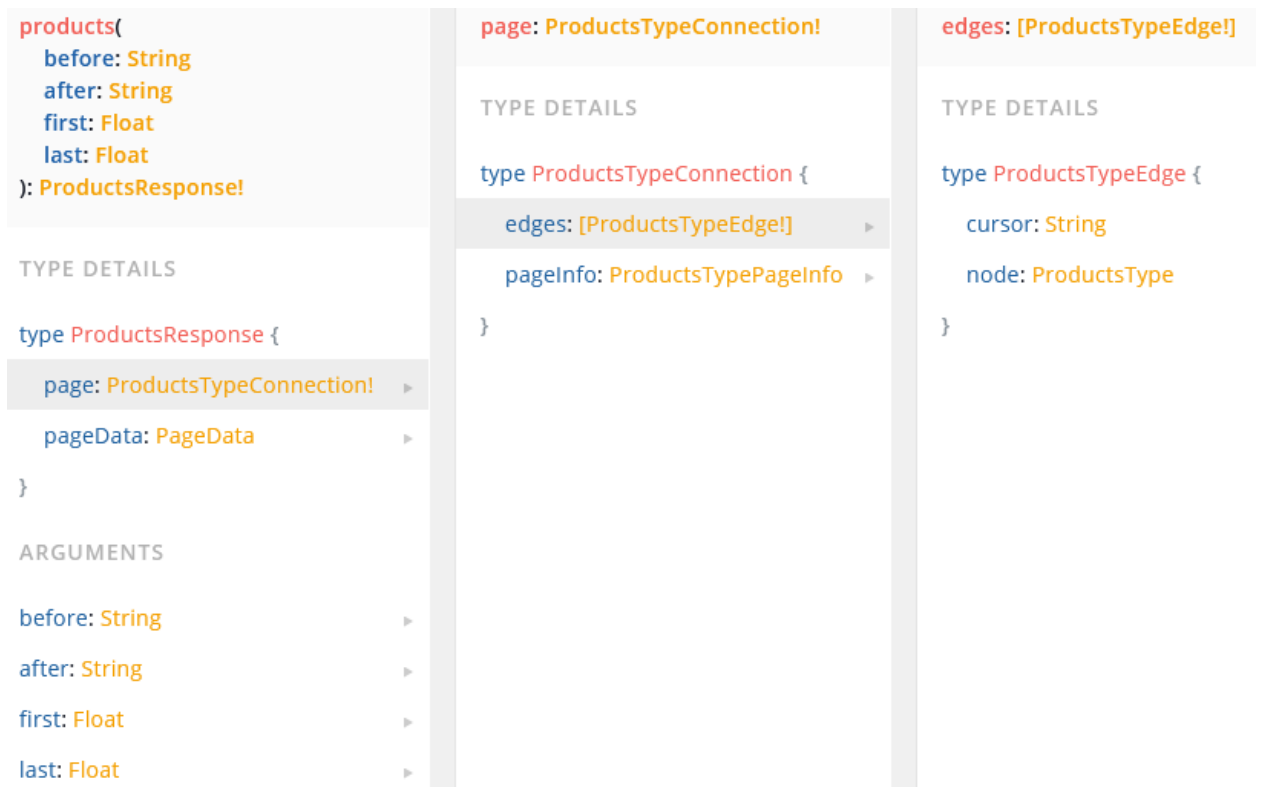 products(
before: String
after: String
first: Float
last: Float
): ProductsResponse!
TYPE DETAILS
type ProductsResponse {
page: ProductsTypeConnection!
pageData: PageData
}
ARGUMENTS
before: String
after: String
first: Float
last: Float
page: ProductsTypeConnection!
TYPE DETAILS
type ProductsTypeConnection {
edges: [ProductsTypeEdge!]
pageInfo: ProductsTypePageInfo
}
edges: [ProductsTypeEdge!]
TYPE DETAILS
type ProductsTypeEdge {
cursor: String
node: ProductsType
}